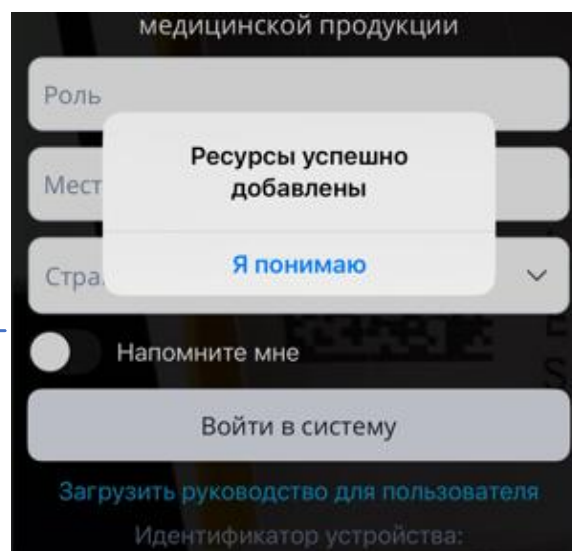 медицинской продукции
Роль
Ресурсы успешно
добавлены
Мест
Я понимаю
Стра
Напомните мне
Войти в систему
Загрузить руководство для пользователя
Идентификатор устройства: